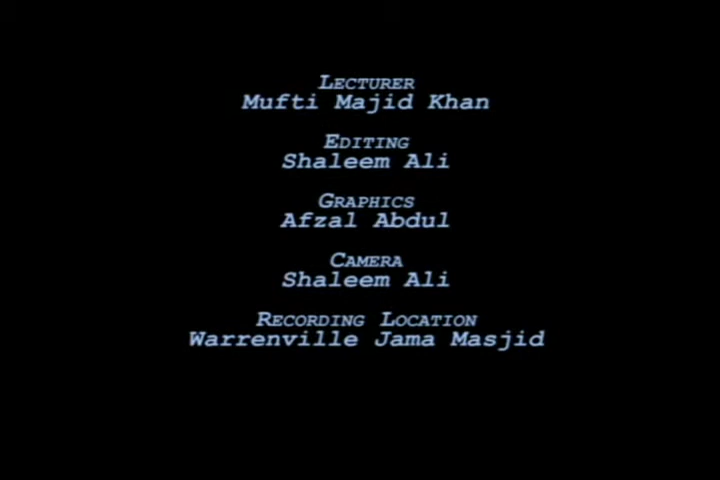 LECTURER
Mufti Majid Khan
EDITING
Shaleem Ali
GRAPHICS
Afzal Abdul
CAMERA
Shaleem Ali
RECORDING LOCATION
Warrenville Jama Masjid